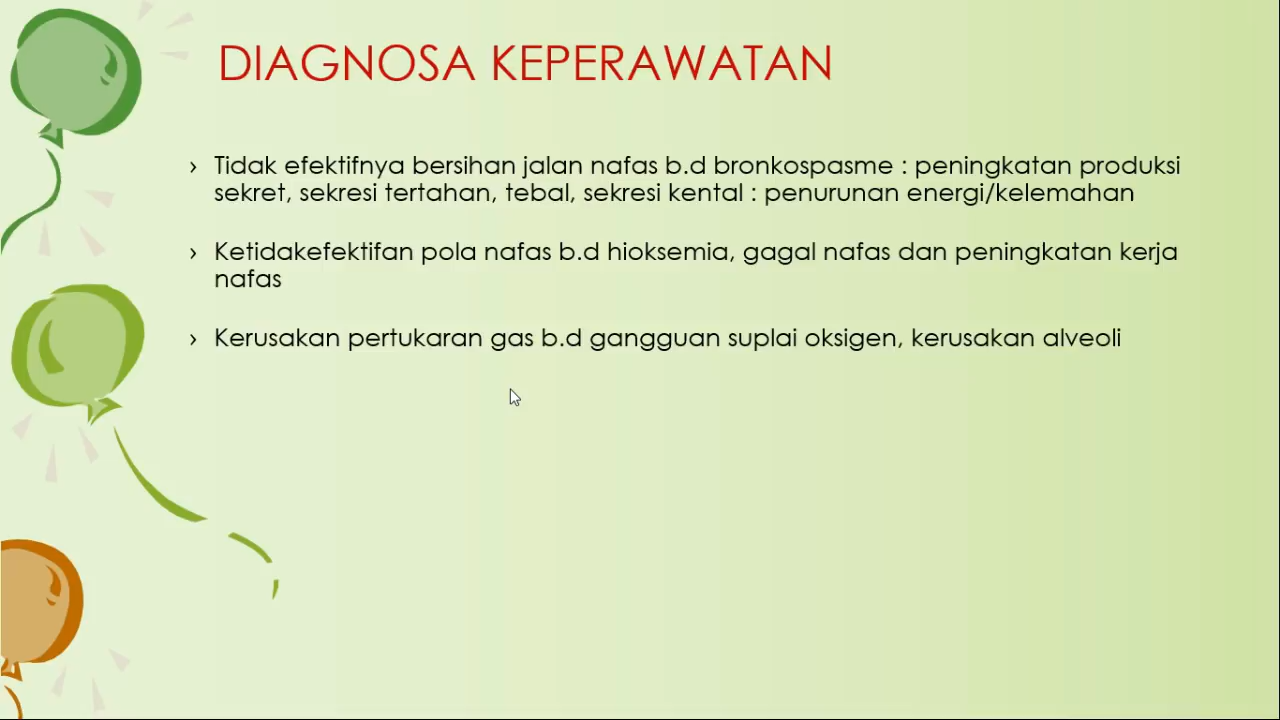 DIAGNOSA KEPERAWATAN
› Tidak efektifnya bersihan jalan nafas b.d bronkospasme : peningkatan produksi
sekret, sekresi tertahan, tebal, sekresi kental : penurunan energi/kelemahan
› Ketidakefektifan pola nafas b.d hioksemia, gagal nafas dan peningkatan kerja
nafas
› Kerusakan pertukaran gas b.d gangguan suplai oksigen, kerusakan alveoli